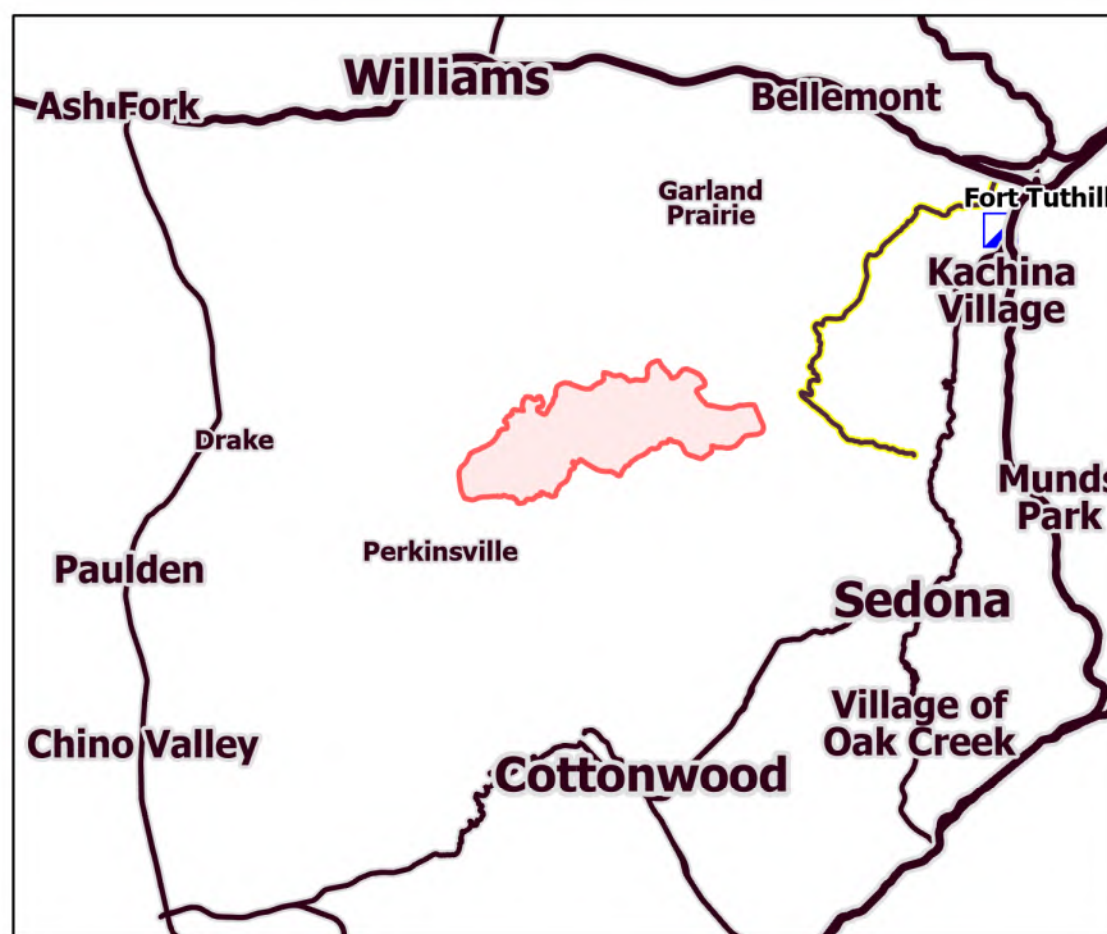 Williams
Ash Fork
Bellemont
Garland
Prairie
Fort Tuthill
Kachina
Village
Drake
Munds
Park
Perkinsville
Paulden
Sedona
Village of
Oak Creek
Chino Valley
Cottonwood